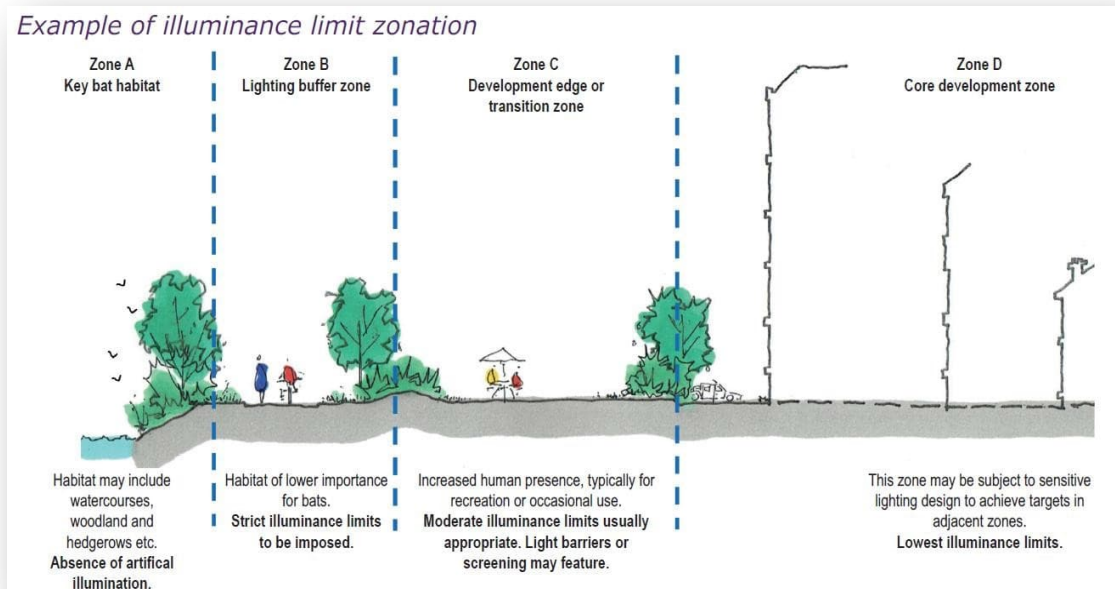 Example of illuminance limit zonation
Zone A
Key bat habitat
Zone B
Lighting buffer zone
Zone C
Development edge or
transition zone
Zone D
Core development zone
Habitat may include
watercourses,
woodland and
hedgerows etc.
Absence of artifical
illumination.
Habitat of lower importance
for bats.
Strict illuminance limits
to be imposed.
Increased human presence, typically for
recreation or occasional use.
Moderate illuminance limits usually
appropriate. Light barriers or
screening may feature.
This zone may be subject to sensitive
lighting design to achieve targets in
adjacent zones.
Lowest illuminance limits.